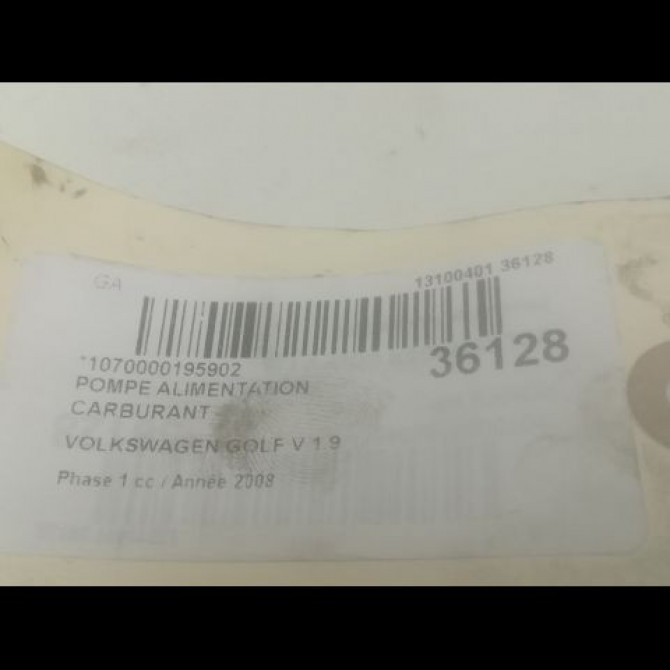 GA
13100401 36128
*1070000195902
36128
POMPE ALIMENTATION
CARBURANT
VOLKSWAGEN GOLF V 1.9
Phase 1 cc / Année 2008